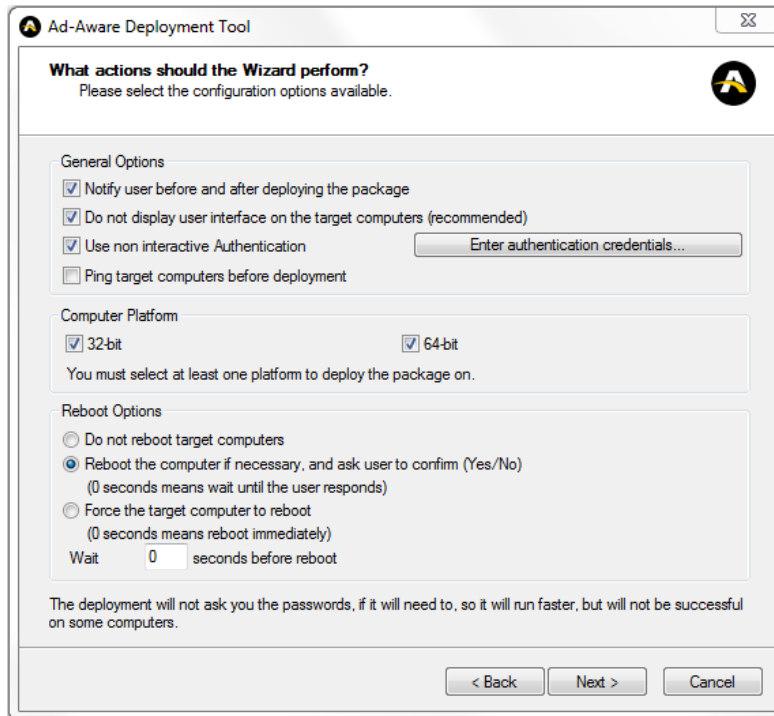 Ad-Aware Deployment Tool
What actions should the Wizard perform?
Please select the configuration options available.
General Options
Notify user before and after deploying the package
Do not display user interface on the target computers (recommended)
Use non interactive Authentication
Enter authentication credentials...
Ping target computers before deployment
Computer Platform
32-bit
64-bit
You must select at least one platform to deploy the package on.
Reboot Options
Do not reboot target computers
Reboot the computer if necessary, and ask user to confirm (Yes/No)
(0 seconds means wait until the user responds)
Force the target computer to reboot
(0 seconds means reboot immediately)
Wait 0 seconds before reboot
The deployment will not ask you the passwords, if it will need to, so it will run faster, but will not be successful
on some computers.
< Back Next > Cancel